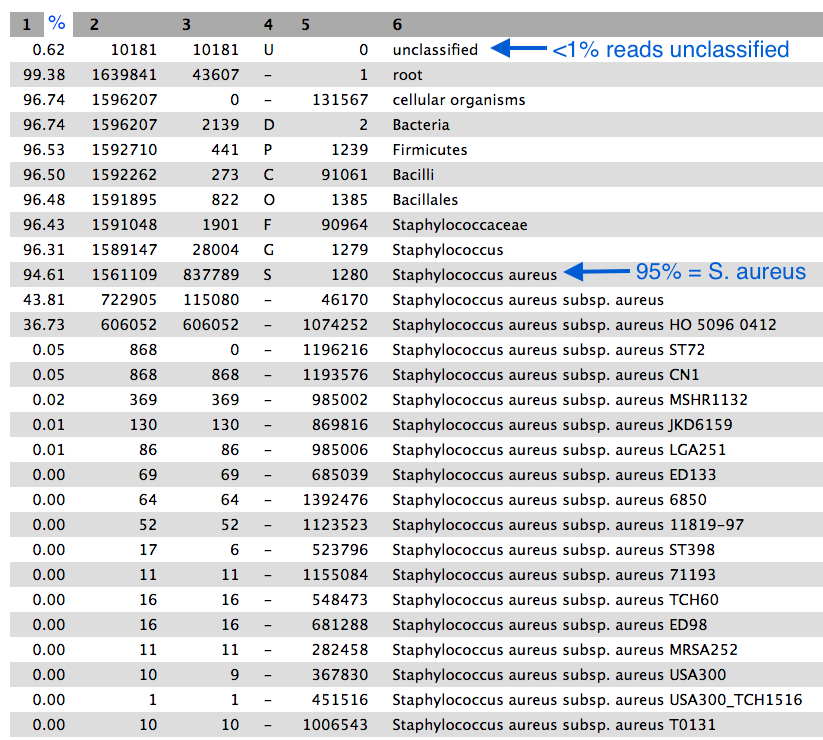 1 % 2 3 4 5 6
0.62 10181 10181 U 0 unclassified <1% reads unclassified
99.38 1639841 43607 – 1 root
96.74 1596207 0 – 131567 cellular organisms
96.74 1596207 2139 D 2 Bacteria
96.53 1592710 441 P 1239 Firmicutes
96.50 1592262 273 C 91061 Bacilli
96.48 1591895 822 O 1385 Bacillales
96.43 1591048 1901 F 90964 Staphylococcaceae
96.31 1589147 28004 G 1279 Staphylococcus
94.61 1561109 837789 S 1280 Staphylococcus aureus 95% = S. aureus
43.81 722905 115080 – 46170 Staphylococcus aureus subsp. aureus
36.73 606052 606052 – 1074252 Staphylococcus aureus subsp. aureus HO 5096 0412
0.05 868 0 – 1196216 Staphylococcus aureus subsp. aureus ST72
0.05 868 868 – 1193576 Staphylococcus aureus subsp. aureus CN1
0.02 369 369 – 985002 Staphylococcus aureus subsp. aureus MSHR1132
0.01 130 130 – 869816 Staphylococcus aureus subsp. aureus JKD6159
0.01 86 86 – 985006 Staphylococcus aureus subsp. aureus LGA251
0.00 69 69 – 685039 Staphylococcus aureus subsp. aureus ED133
0.00 64 64 – 1392476 Staphylococcus aureus subsp. aureus 6850
0.00 52 52 – 1123523 Staphylococcus aureus subsp. aureus 11819-97
0.00 17 6 – 523796 Staphylococcus aureus subsp. aureus ST398
0.00 11 11 – 1155084 Staphylococcus aureus subsp. aureus 71193
0.00 16 16 – 548473 Staphylococcus aureus subsp. aureus TCH60
0.00 16 16 – 681288 Staphylococcus aureus subsp. aureus ED98
0.00 11 11 – 282458 Staphylococcus aureus subsp. aureus MRSA252
0.00 10 9 – 367830 Staphylococcus aureus subsp. aureus USA300
0.00 1 1 – 451516 Staphylococcus aureus subsp. aureus USA300_TCH1516
0.00 10 10 – 1006543 Staphylococcus aureus subsp. aureus T0131